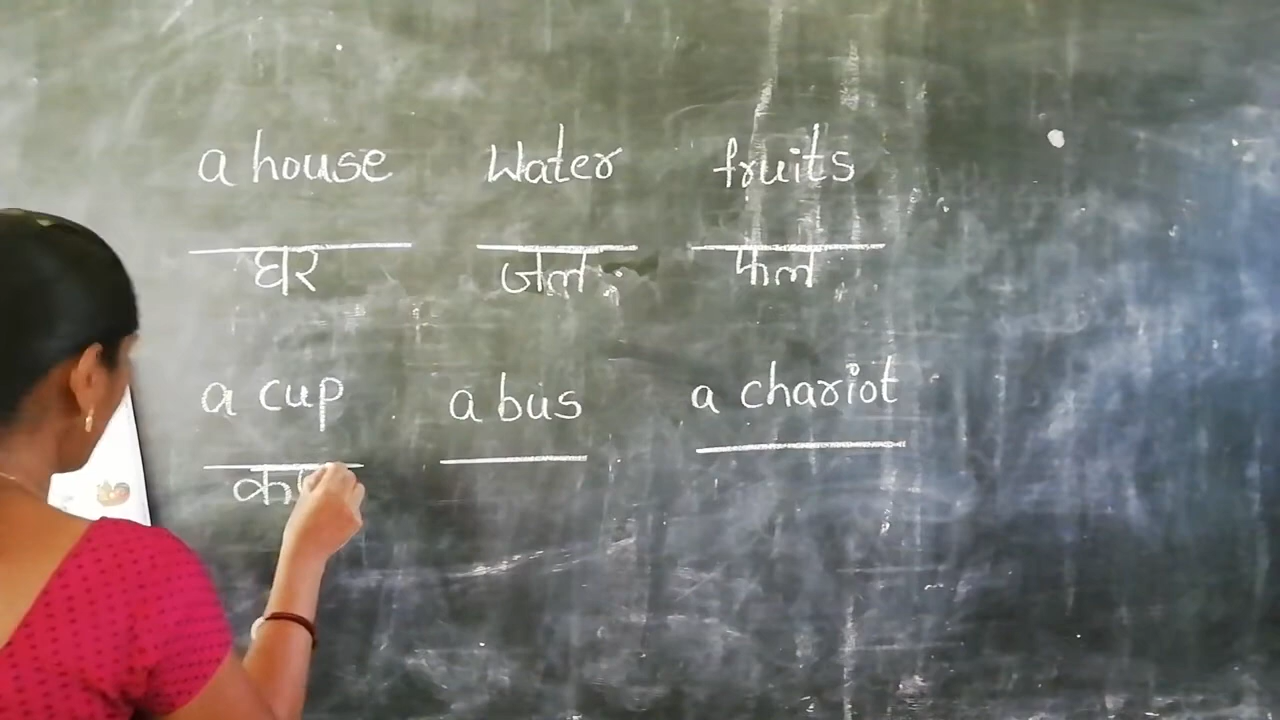 a house Water fruits
घर जल फल
a cup a bus a chariot